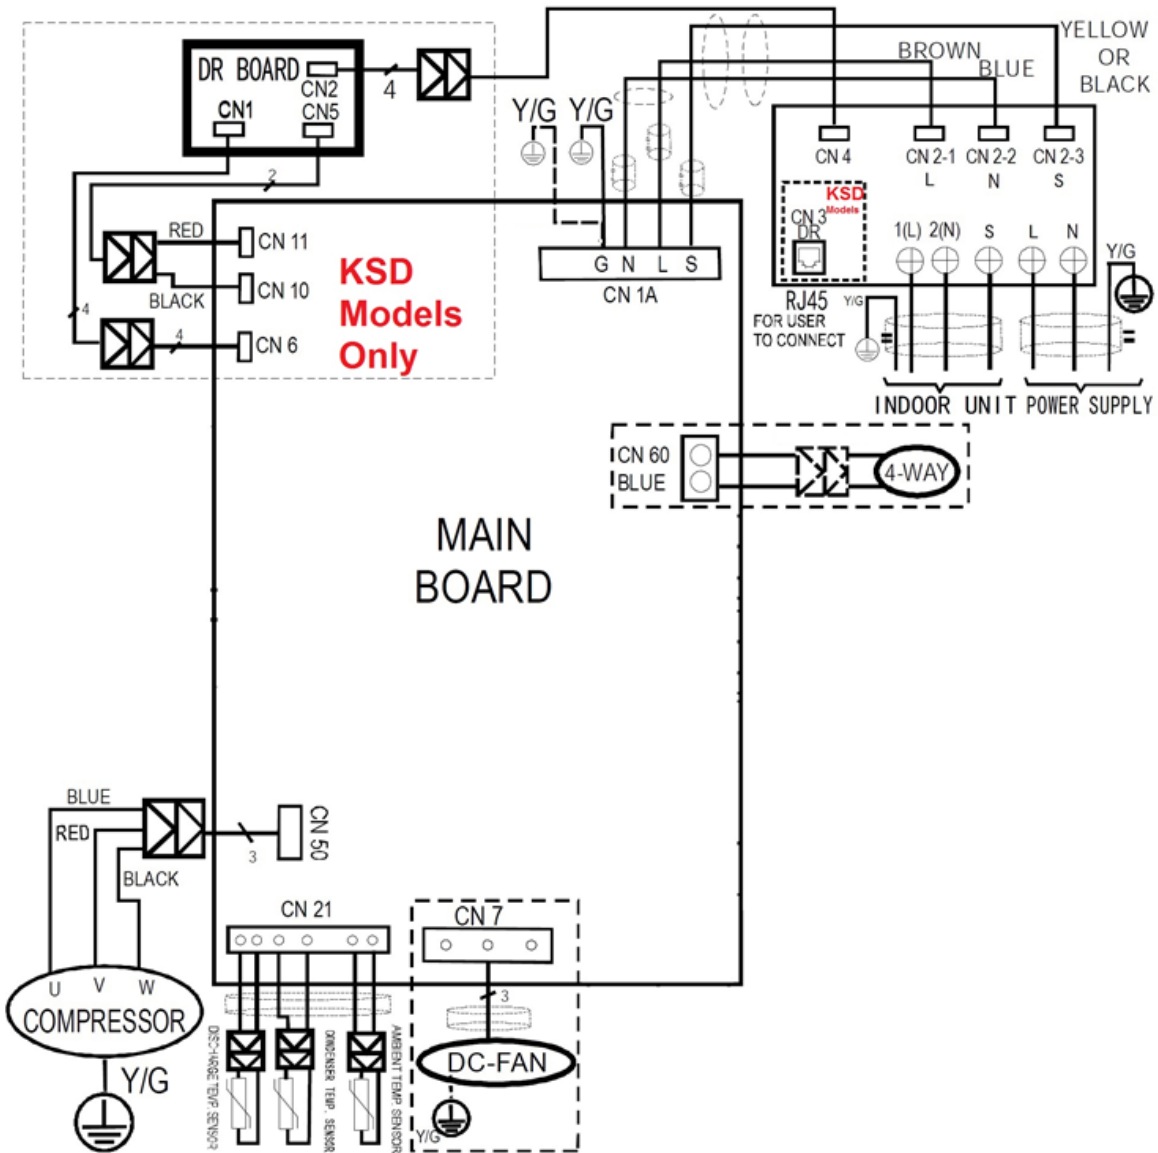 DR BOARD
CN2
CN1
CN5
4
2
Y/G
Y/G
BROWN
BLUE
YELLOW
OR
BLACK
CN 4
CN 2-1
CN 2-2
CN 2-3
L
N
S
KSD
Models
CN 3
DR
1(L)
2(N)
S
L
N
Y/G
RJ45
FOR USER
TO CONNECT
Y/G
INDOOR UNIT
POWER SUPPLY
RED
CN 11
BLACK
CN 10
4
4
CN 6
KSD
Models
Only
G N L S
CN 1A
CN 60
BLUE
4-WAY
MAIN
BOARD
BLUE
RED
BLACK
3
CN 50
U V W
COMPRESSOR
Y/G
CN 21
DISCHARGE TEMP. SENSOR
CONDENSER TEMP. SENSOR
AMBIENT TEMP. SENSOR
CN 7
3
DC-FAN
Y/G